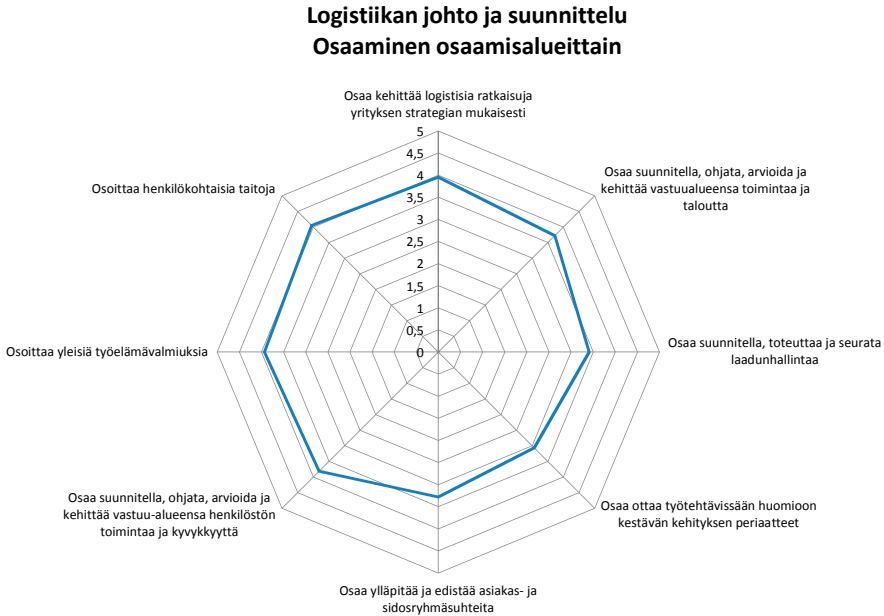 Logistiikan johto ja suunnittelu
Osaaminen osaamisalueittain
Osaa kehittää logistisia ratkaisuja
yrityksen strategian mukaisesti
5
4,5
4
3,5
3
2,5
2
1,5
1
0,5
0
Osaa suunnitella, ohjata, arvioida ja
kehittää vastuualueensa toimintaa ja
taloutta
Osaa suunnitella, toteuttaa ja seurata
laadunhallintaa
Osaa ottaa työtehtävissään huomioon
kestävän kehityksen periaatteet
Osaa ylläpitää ja edistää asiakas- ja
sidosryhmäsuhteita
Osaa suunnitella, ohjata, arvioida ja
kehittää vastuu-alueensa henkilöstön
toimintaa ja kyvykkyyttä
Osoittaa yleisiä työelämävalmiuksia
Osoittaa henkilökohtaisia taitoja